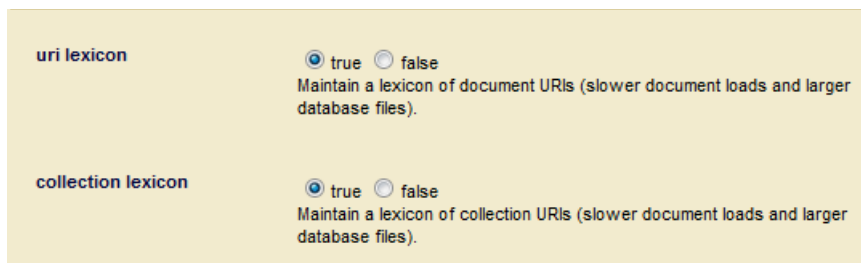 uri lexicon
true false
Maintain a lexicon of document URIs (slower document loads and larger
database files).
collection lexicon
true false
Maintain a lexicon of collection URIs (slower document loads and larger
database files).